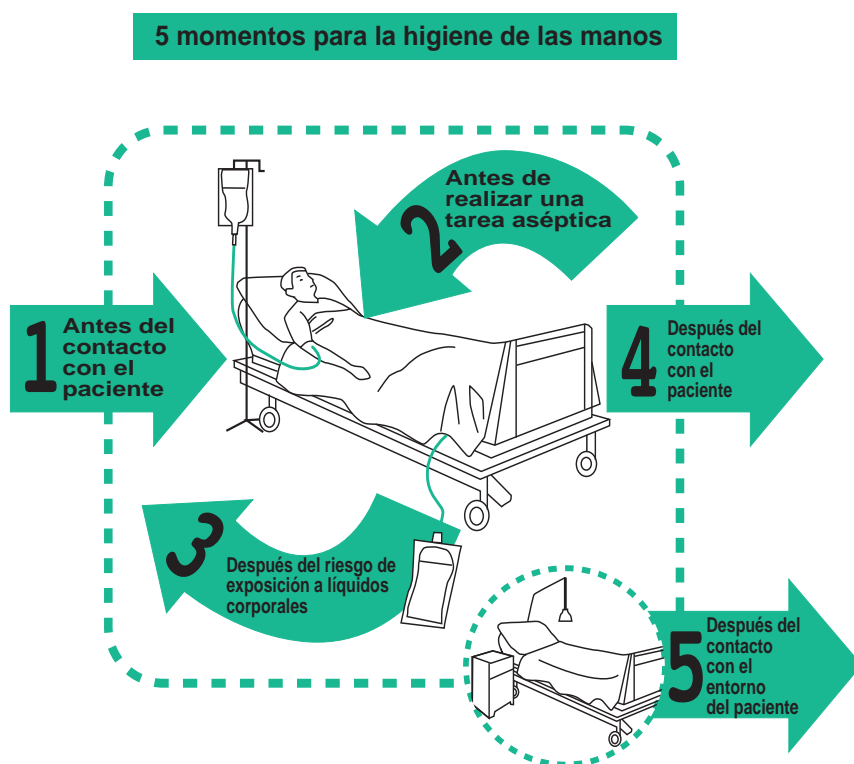 5 momentos para la higiene de las manos
1
Antes del
contacto
con el
paciente
2
Antes de
realizar una
tarea aséptica
3
Después del riesgo de
exposición a líquidos
corporales
4
Después del
contacto
con el
paciente
5
Después del
contacto
con el
entorno
del paciente